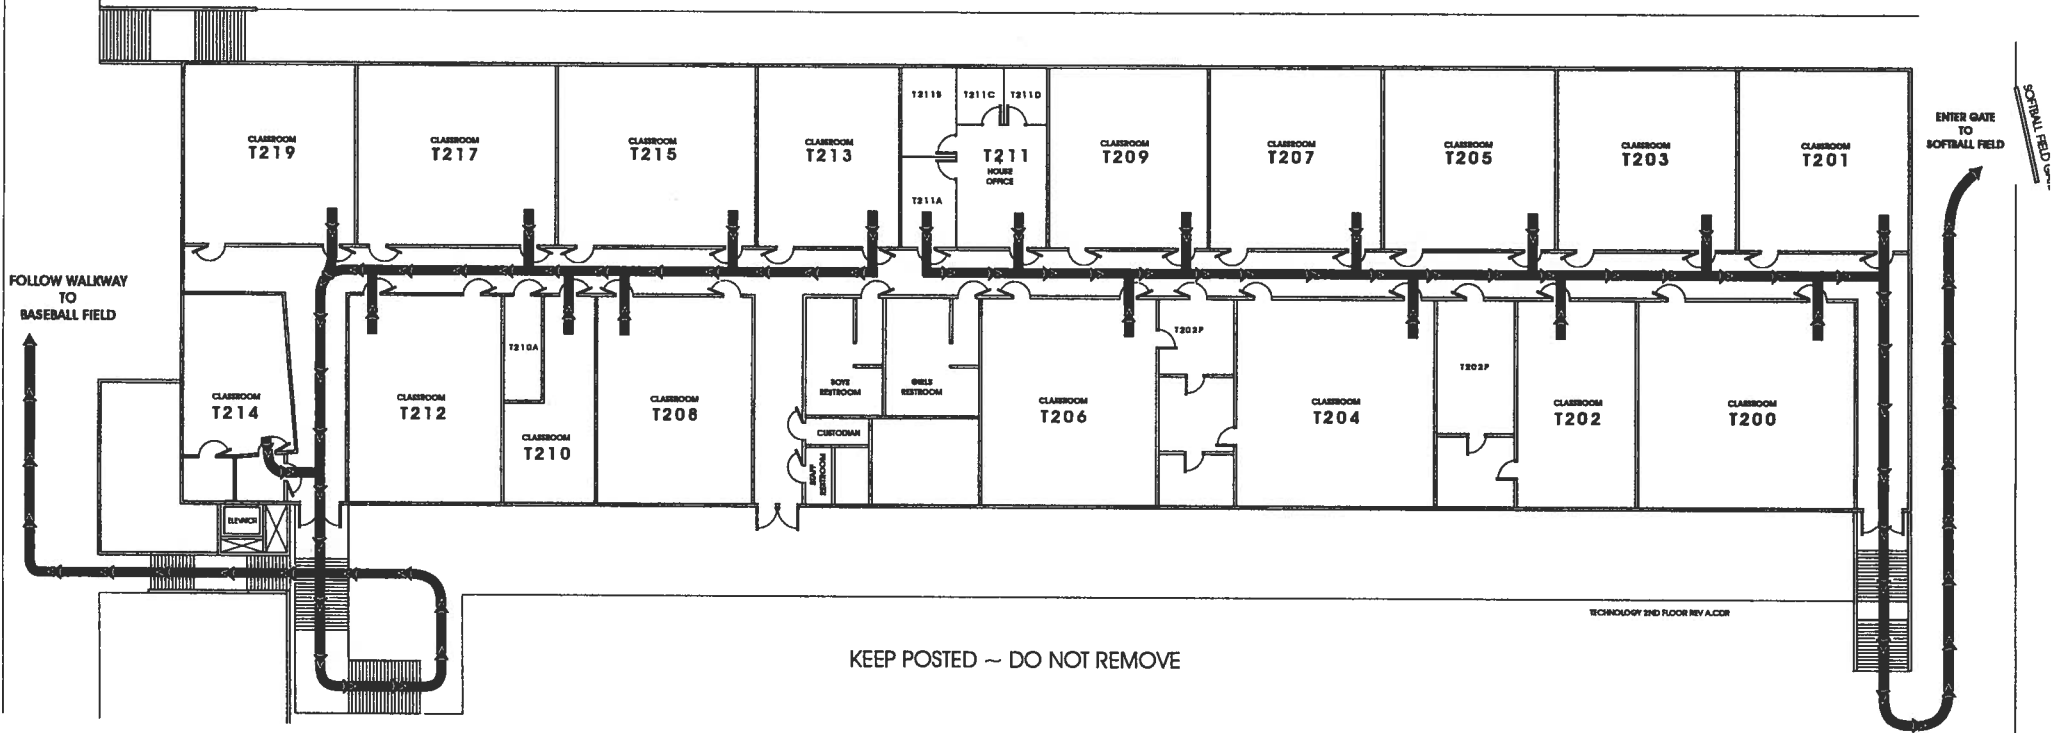 T211B
T211C
T211D
CLASSROOM
T219
CLASSROOM
T217
CLASSROOM
T215
CLASSROOM
T213
T211
HOUSE
OFFICE
T211A
CLASSROOM
T209
CLASSROOM
T207
CLASSROOM
T205
CLASSROOM
T203
CLASSROOM
T201
ENTER GATE
TO
SOFTBALL FIELD
SOFTBALL FIELD
FOLLOW WALKWAY
TO
BASEBALL FIELD
CLASSROOM
T214
CLASSROOM
T212
T210A
CLASSROOM
T210
CLASSROOM
T208
BOYS
RESTROOM
GIRLS
RESTROOM
CUSTODIAN
STAFF
RESTROOM
CLASSROOM
T206
T202P
CLASSROOM
T204
T202P
CLASSROOM
T202
CLASSROOM
T200
ELEVATOR
TECHNOLOGY 2ND FLOOR REV A.CDR
KEEP POSTED ~ DO NOT REMOVE